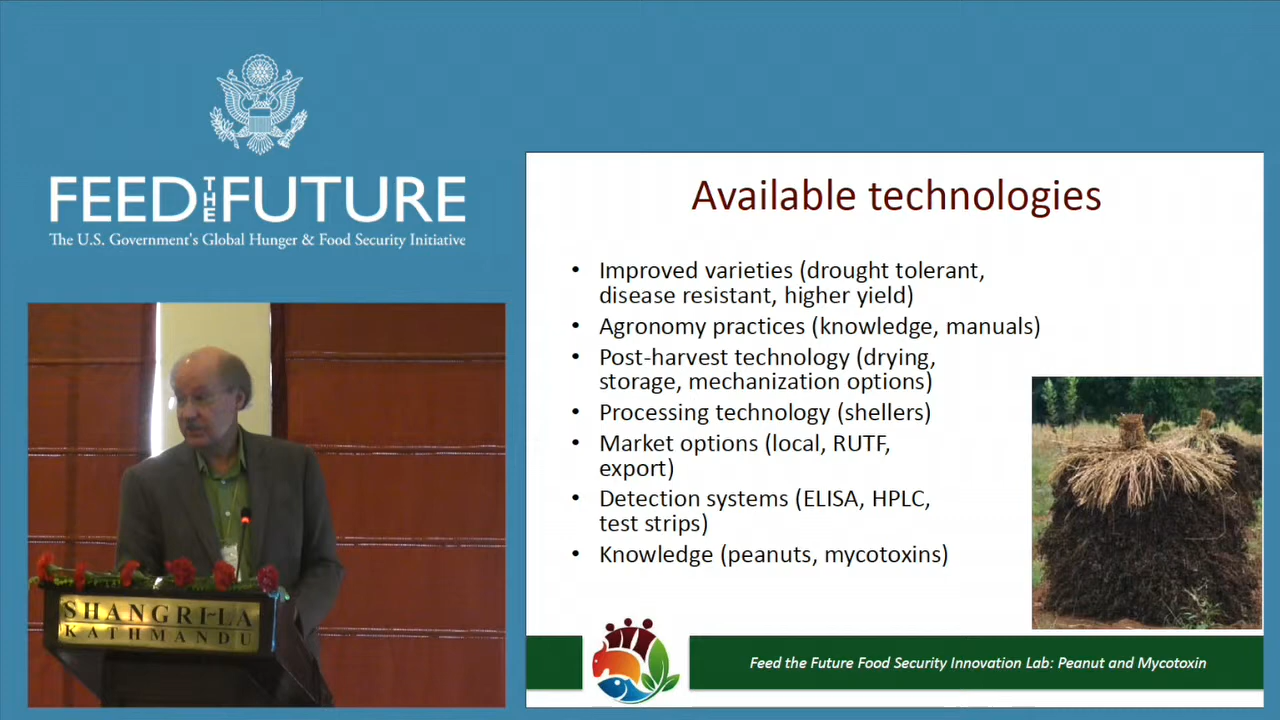 FEED THE FUTURE
The U.S. Government's Global Hunger & Food Security Initiative
SHANGRI-LA
KATHMANDU
Available technologies
• Improved varieties (drought tolerant,
disease resistant, higher yield)
• Agronomy practices (knowledge, manuals)
• Post-harvest technology (drying,
storage, mechanization options)
• Processing technology (shellers)
• Market options (local, RUTF,
export)
• Detection systems (ELISA, HPLC,
test strips)
• Knowledge (peanuts, mycotoxins)
Feed the Future Food Security Innovation Lab: Peanut and Mycotoxin